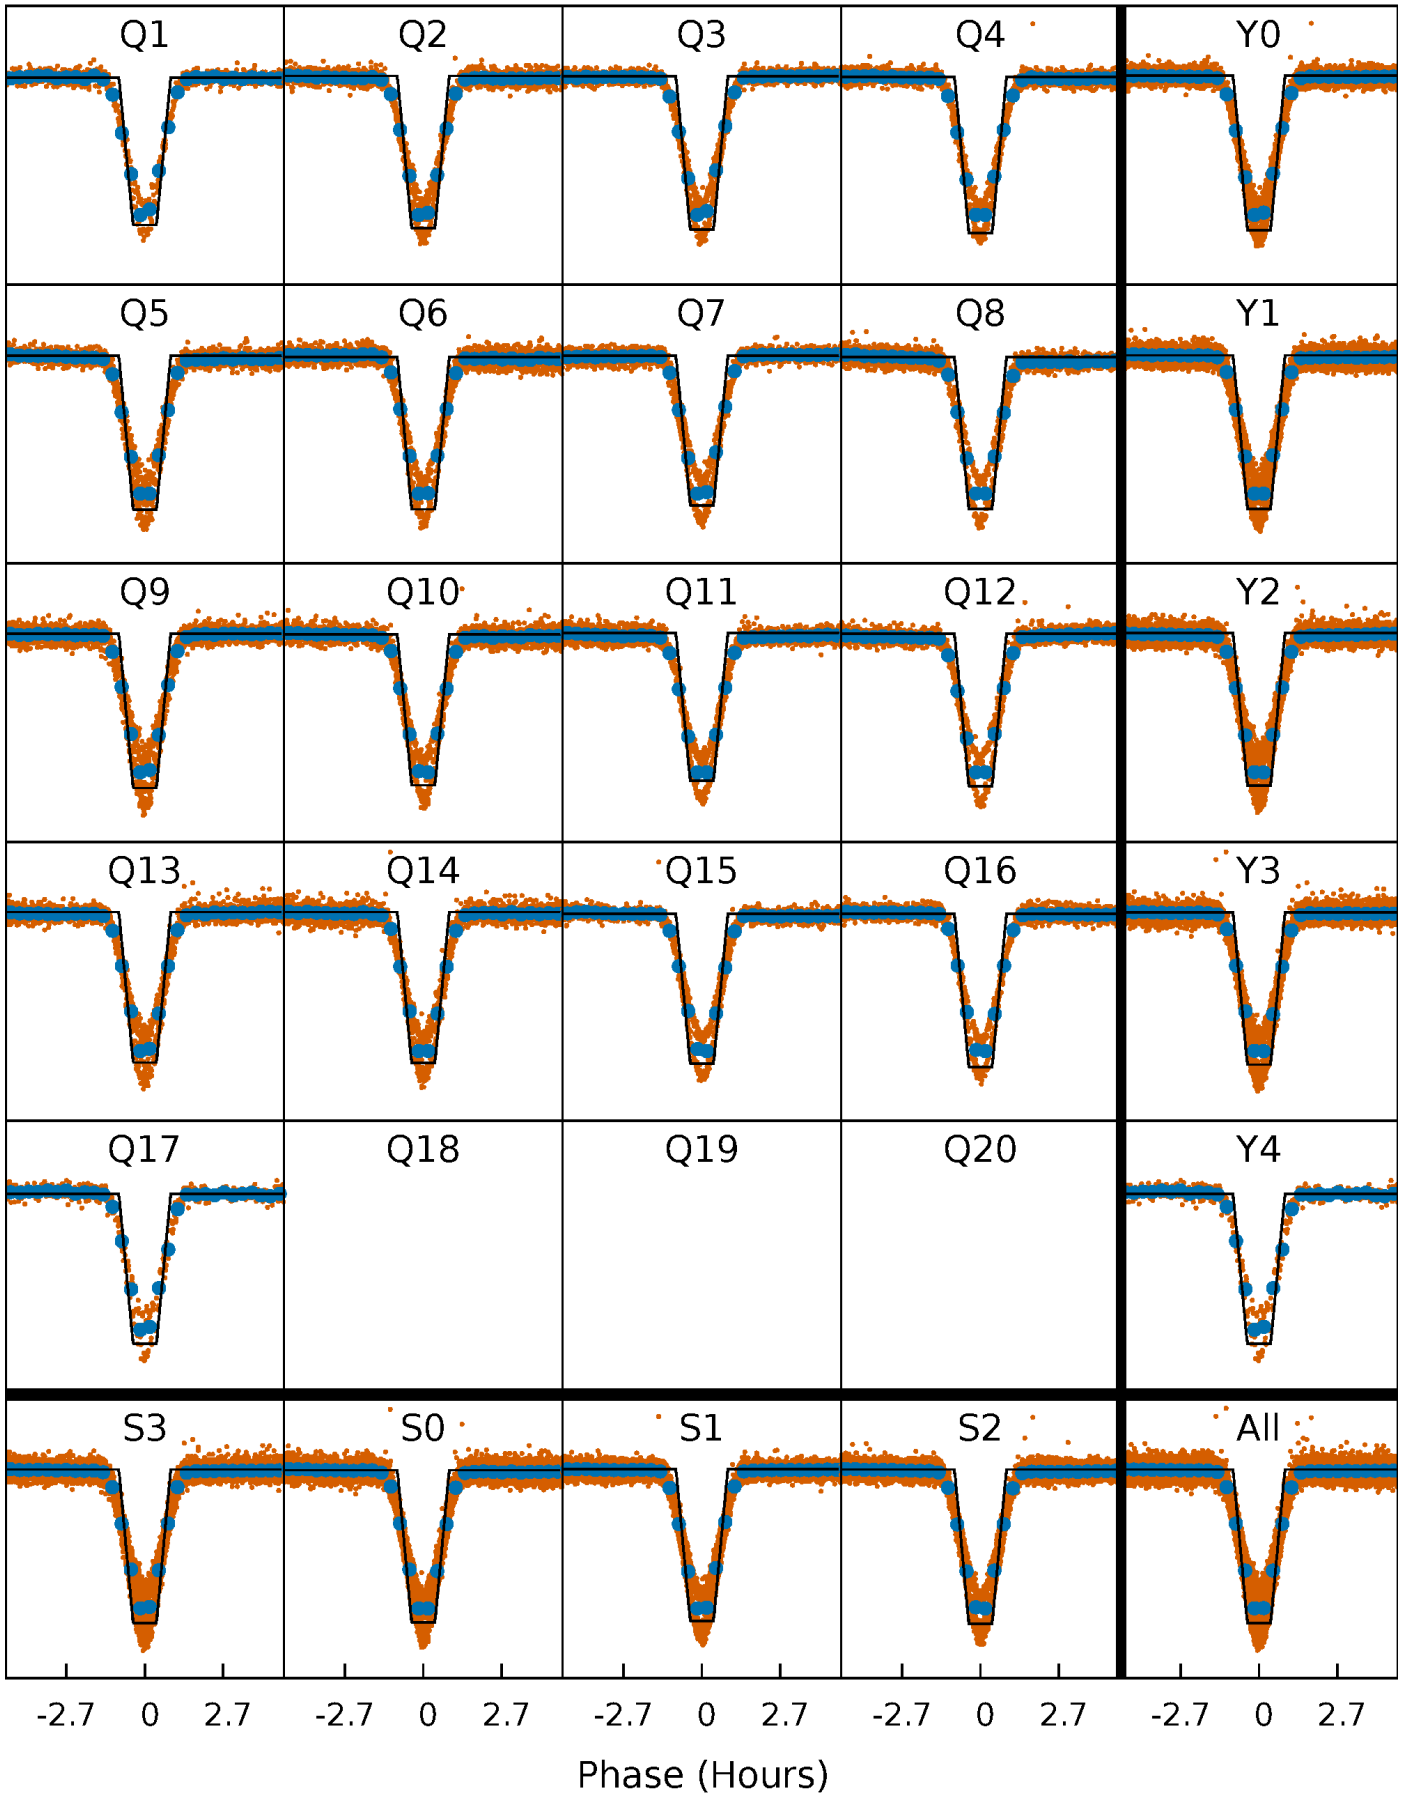 Q1 Q2 Q3 Q4 Y0
Q5 Q6 Q7 Q8 Y1
Q9 Q10 Q11 Q12 Y2
Q13 Q14 Q15 Q16 Y3
Q17 Q18 Q19 Q20 Y4
S3 S0 S1 S2 All
-2.7 0 2.7 -2.7 0 2.7 -2.7 0 2.7 -2.7 0 2.7 -2.7 0 2.7
Phase (Hours)